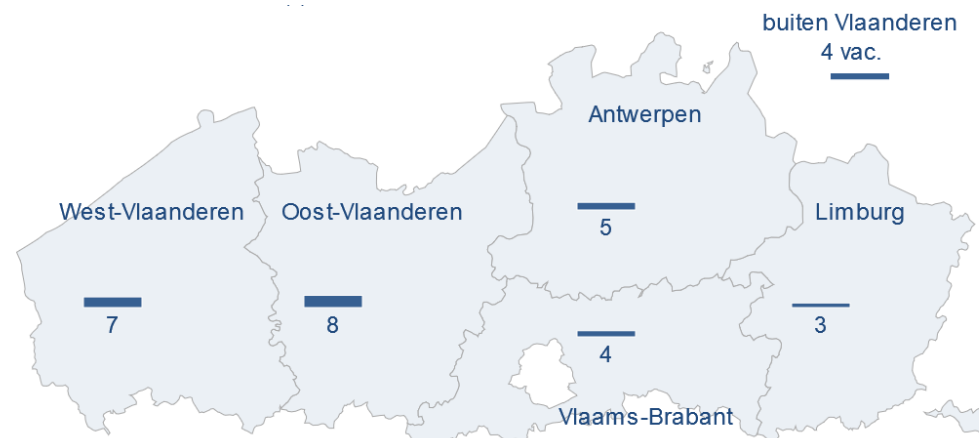 buiten Vlaanderen
4 vac.
Antwerpen
5
West-Vlaanderen
7
Oost-Vlaanderen
8
Limburg
3
4
Vlaams-Brabant